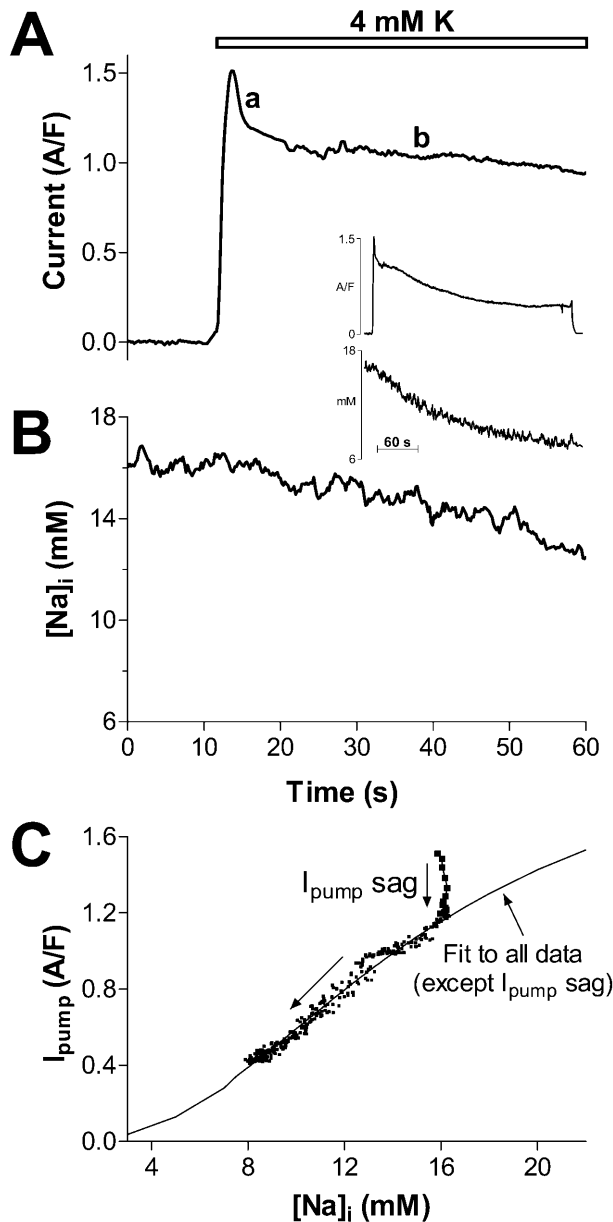 A
4 mM K
1.5
1.0
0.5
0.0
Current (A/F)
a
b
1.5
A/F
0
18
mM
6
60 s
B
18
14
10
6
[Na]i (mM)
0
10
20
30
40
50
60
Time (s)
C
1.6
1.2
0.8
0.4
0.0
Ipump (A/F)
Ipump sag
Fit to all data
(except Ipump sag)
4
8
12
16
20
[Na]i (mM)